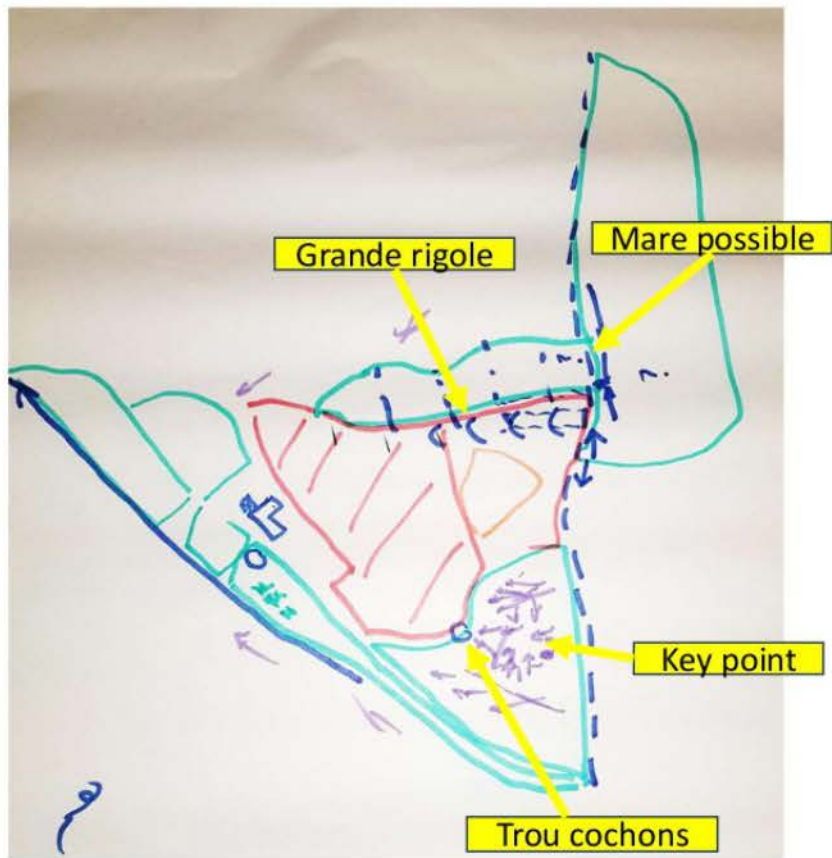 Mare possible
Grande rigole
?
?
Key point
Trou cochons